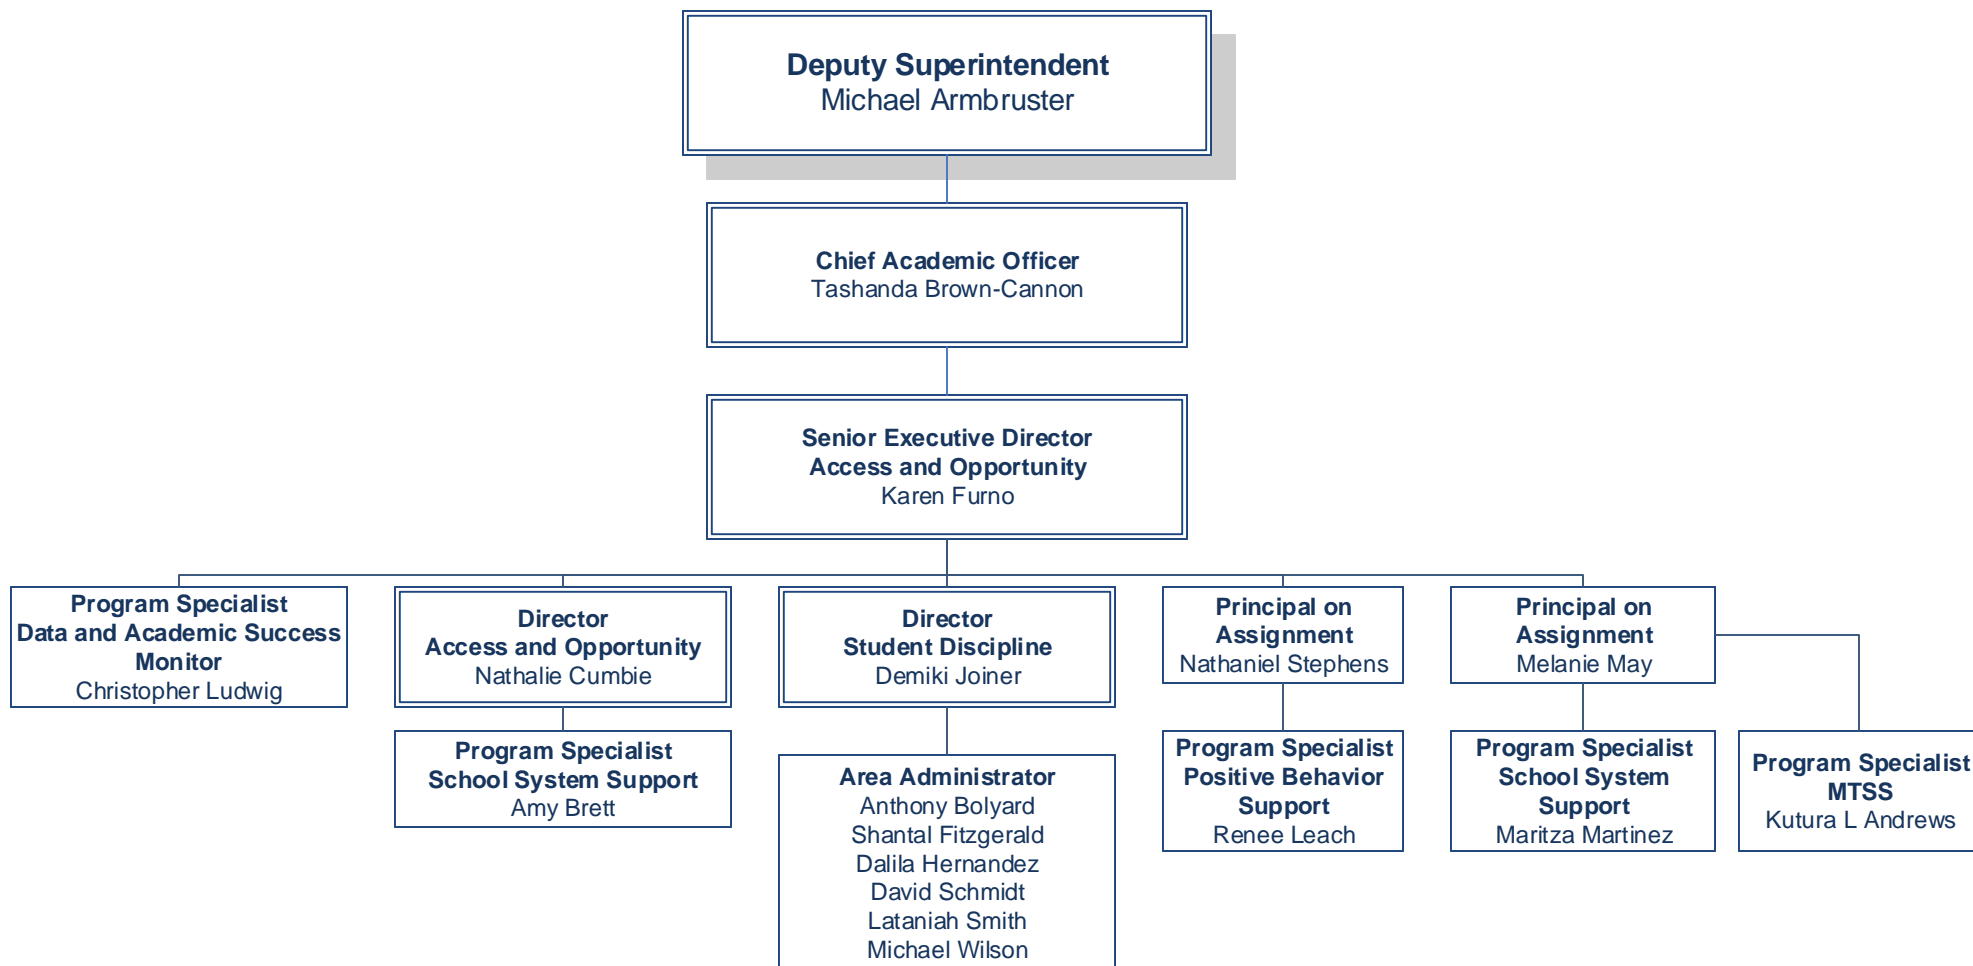 Deputy Superintendent
Michael Armbruster
Chief Academic Officer
Tashanda Brown-Cannon
Senior Executive Director
Access and Opportunity
Karen Furno
Program Specialist
Data and Academic Success
Monitor
Christopher Ludwig
Director
Access and Opportunity
Nathalie Cumbie
Director
Student Discipline
Demiki Joiner
Principal on
Assignment
Nathaniel Stephens
Principal on
Assignment
Melanie May
Program Specialist
School System Support
Amy Brett
Area Administrator
Anthony Bolyard
Shantal Fitzgerald
Dalila Hernandez
David Schmidt
Lataniah Smith
Michael Wilson
Program Specialist
Positive Behavior
Support
Renee Leach
Program Specialist
School System
Support
Maritza Martinez
Program Specialist
MTSS
Kutura L Andrews